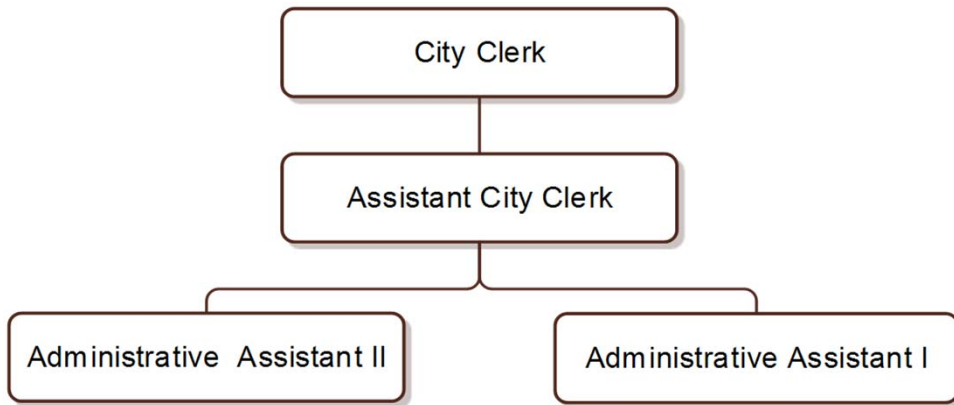 City Clerk
Assistant City Clerk
Administrative Assistant II
Administrative Assistant I